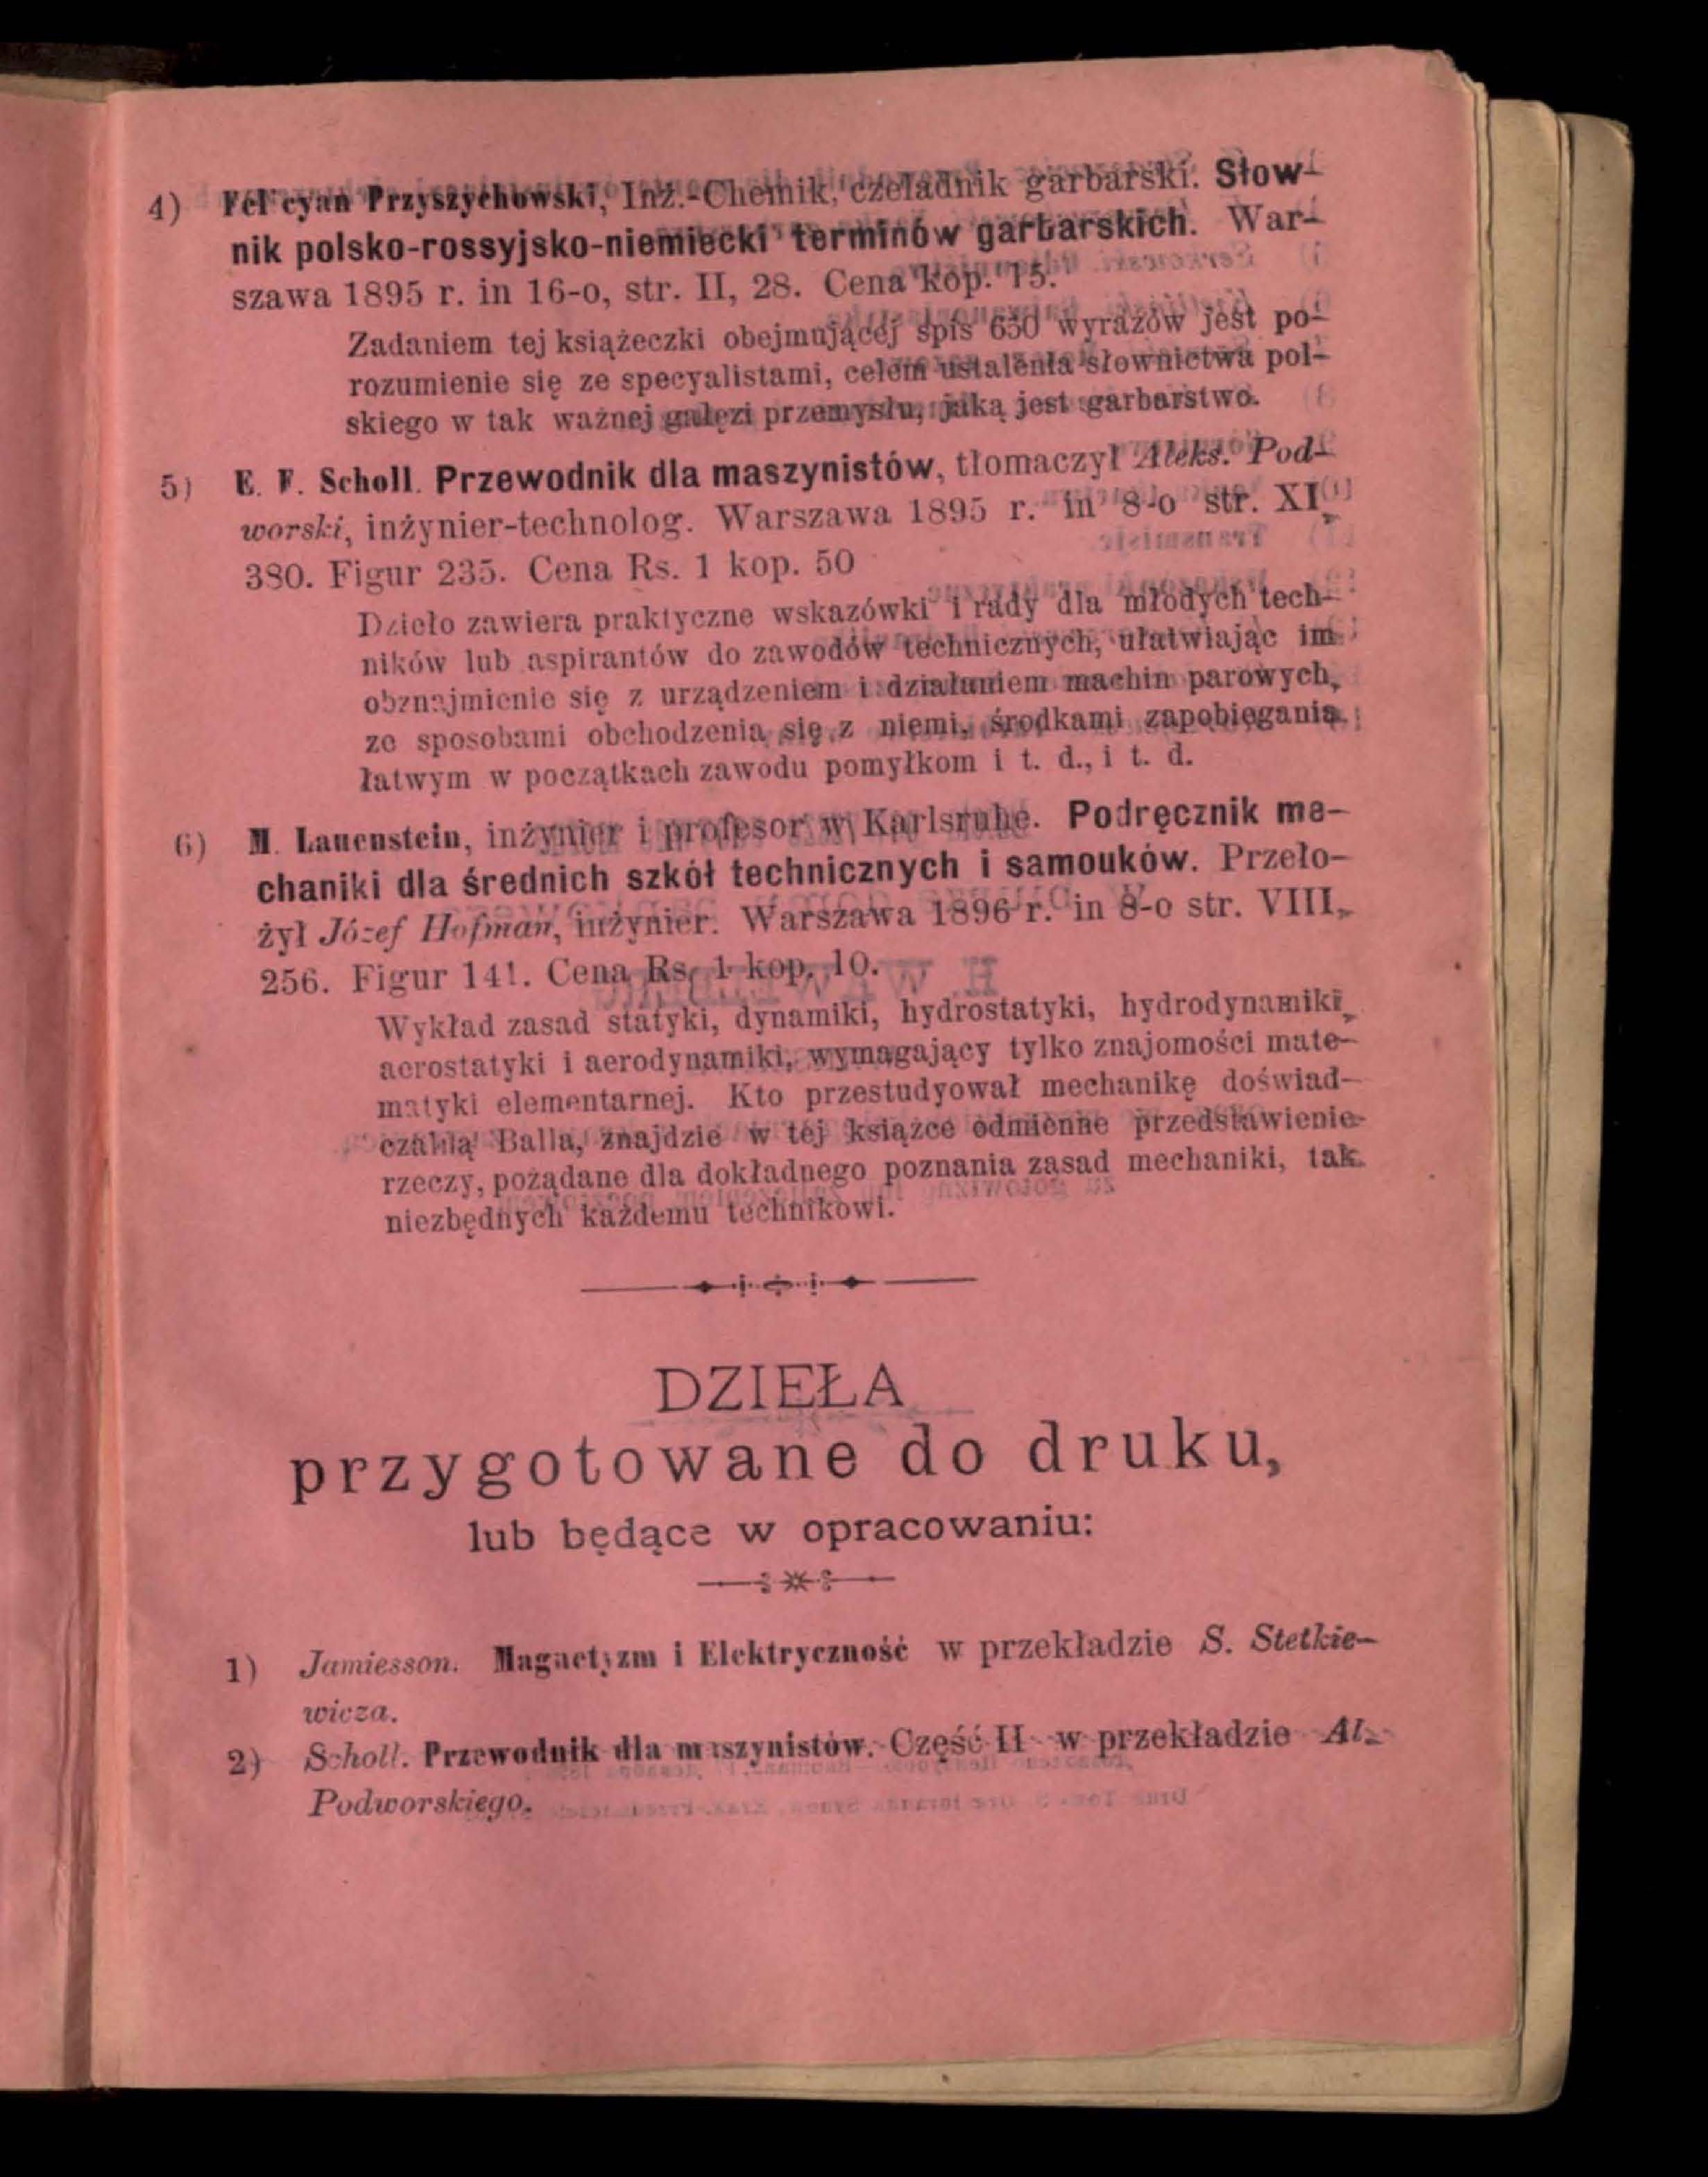 4) Fel cyan Przyszychowski, Inż.-Chemik, czeladnik garbarski. Słow-
nik polsko-rossyjsko-niemiecki terminów garbarskich. War-
szawa 1895 r. in 16-o, str. II, 28. Cena kop. 15.
Zadaniem tej książeczki obejmującej spis 650 wyrazów jest po-
rozumienie się ze specyalistami, celem ustalenia słownictwa pol-
skiego w tak ważnej gałęzi przemysłu, jaką jest garbarstwo.
5) E. F. Scholl. Przewodnik dla maszynistów, tłomaczył Aleks. Pod-
worski, inżynier-technolog. Warszawa 1895 r. in 8-o str. XI,
380. Figur 235. Cena Rs. 1 kop. 50
Dzieło zawiera praktyczne wskazówki i rady dla młodych tech-
ników lub aspirantów do zawodów technicznych, ułatwiając im
obznajmienie się z urządzeniem i działaniem machin parowych,
ze sposobami obchodzenia się z niemi, środkami zapobiegania
łatwym w początkach zawodu pomyłkom i t. d., i t. d.
6) M. Lauenstein, inżynier i profesor w Karlsruhe. Podręcznik me-
chaniki dla średnich szkół technicznych i samouków. Przeło-
żył Józef Hofman, inżynier. Warszawa 1896 r. in 8-o str. VIII,
256. Figur 141. Cena Rs. 1 kop. 10.
Wykład zasad statyki, dynamiki, hydrostatyki, hydrodynamiki,
aerostatyki i aerodynamiki, wymagający tylko znajomości mate-
matyki elementarnej. Kto przestudyował mechanikę doświad-
czalną Balla, znajdzie w tej książce odmienne przedstawienie
rzeczy, pożądane dla dokładnego poznania zasad mechaniki, tak
niezbędnych każdemu technikowi.
DZIEŁA
przygotowane do druku,
lub będące w opracowaniu:
1) Jamiesson. Magnetyzm i Elektryczność w przekładzie S. Stetkie-
wicza.
2) Scholl. Przewodnik dla maszynistów. Część II w przekładzie Al.
Podworskiego.